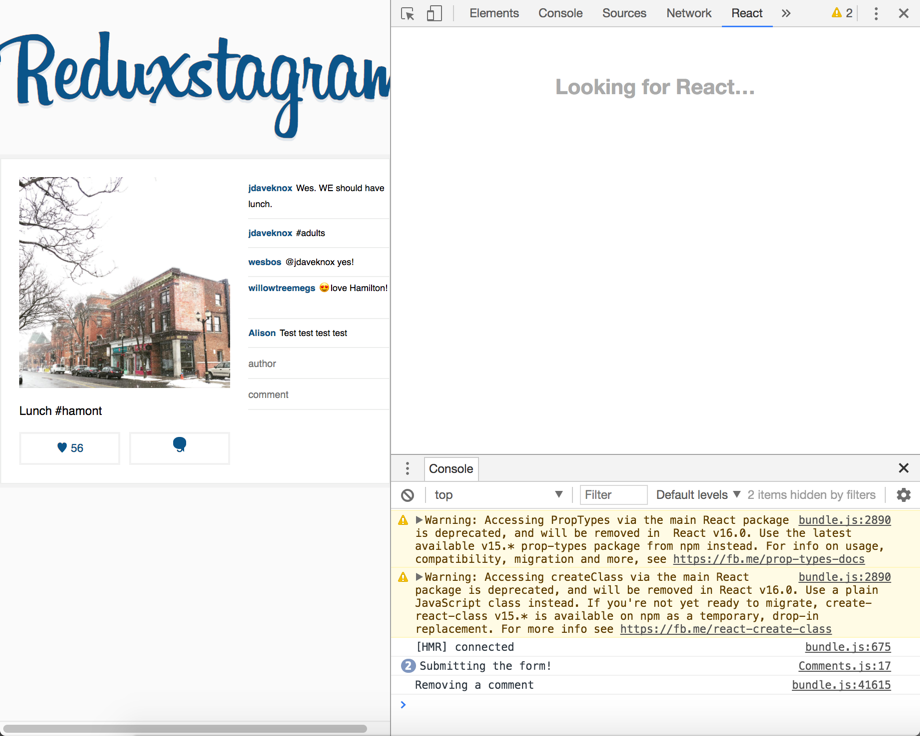 Reduxstagram
jdaveknox Wes. WE should have
lunch.
jdaveknox #adults
wesbos @jdaveknox yes!
willowtreemegs 😍love Hamilton!
Alison Test test test test
author
comment
Lunch #hamont
56
Elements Console Sources Network React » 2
Looking for React…
Console
top Filter Default levels 2 items hidden by filters
Warning: Accessing PropTypes via the main React package bundle.js:2890
is deprecated, and will be removed in  React v16.0. Use the latest
available v15.* prop-types package from npm instead. For info on usage,
compatibility, migration and more, see https://fb.me/prop-types-docs
Warning: Accessing createClass via the main React bundle.js:2890
package is deprecated, and will be removed in React v16.0. Use a plain
JavaScript class instead. If you're not yet ready to migrate, create-
react-class v15.* is available on npm as a temporary, drop-in
replacement. For more info see https://fb.me/react-create-class
[HMR] connected bundle.js:675
2 Submitting the form! Comments.js:17
Removing a comment bundle.js:41615